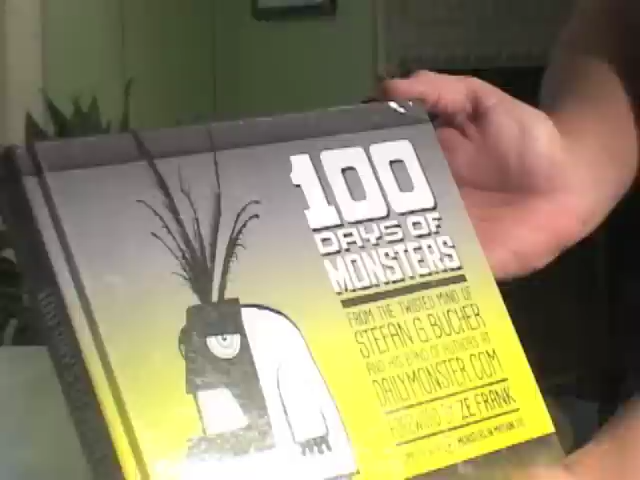 100
DAYS OF
MONSTERS
FROM THE TWISTED MIND OF
STEFAN G. BUCHER
AND HIS BAND OF AUTHORS AT
DAILYMONSTER.COM
FOREWORD BY ZE FRANK